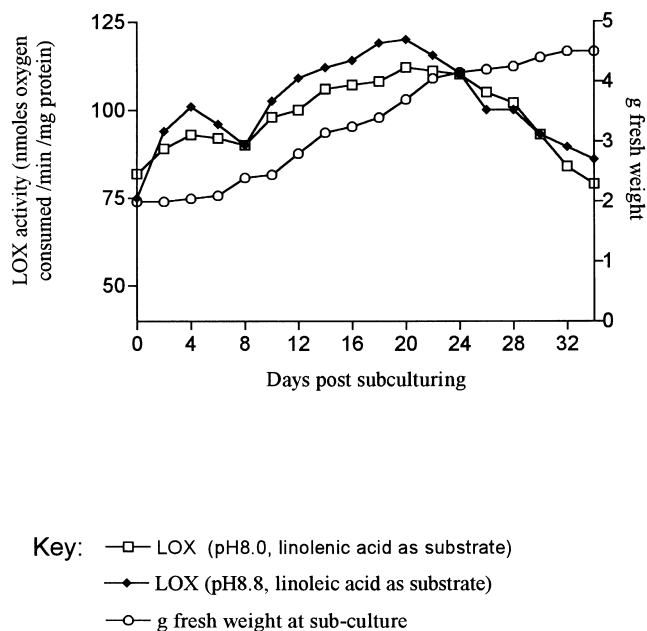 LOX activity (nmoles oxygen
consumed /min /mg protein)
125
100
75
50
5
4
3
2
1
0
g fresh weight
0 4 8 12 16 20 24 28 32
Days post subculturing
Key:
LOX (pH8.0, linolenic acid as substrate)
LOX (pH8.8, linoleic acid as substrate)
g fresh weight at sub-culture